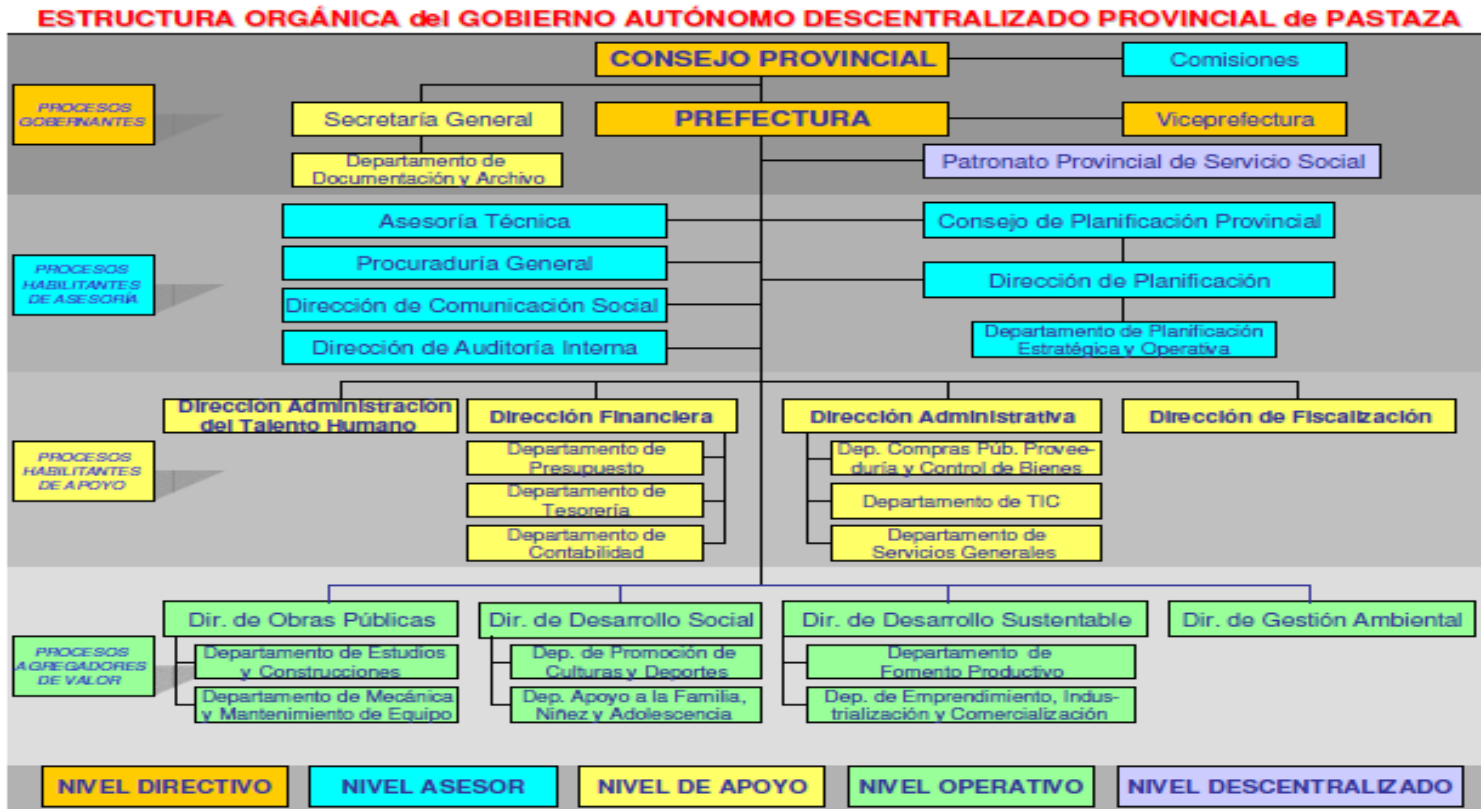 ESTRUCTURA ORGÁNICA del GOBIERNO AUTÓNOMO DESCENTRALIZADO PROVINCIAL de PASTAZA
CONSEJO PROVINCIAL
Comisiones
PROCESOS
GOBERNANTES
Secretaría General
PREFECTURA
Viceprefectura
Departamento de
Documentación y Archivo
Patronato Provincial de Servicio Social
PROCESOS
HABILITANTES
DE ASESORÍA
Asesoría Técnica
Consejo de Planificación Provincial
Procuraduría General
Dirección de Planificación
Dirección de Comunicación Social
Dirección de Auditoría Interna
Departamento de Planificación
Estratégica y Operativa
PROCESOS
HABILITANTES
DE APOYO
Dirección Administración
del Talento Humano
Dirección Financiera
Dirección Administrativa
Dirección de Fiscalización
Departamento de
Presupuesto
Dep. Compras Púb. Provee-
duría y Control de Bienes
Departamento de
Tesorería
Departamento de TIC
Departamento de
Contabilidad
Departamento de
Servicios Generales
PROCESOS
AGREGADORES
DE VALOR
Dir. de Obras Públicas
Dir. de Desarrollo Social
Dir. de Desarrollo Sustentable
Dir. de Gestión Ambiental
Departamento de Estudios
y Construcciones
Dep. de Promoción de
Culturas y Deportes
Departamento de
Fomento Productivo
Departamento de Mecánica
y Mantenimiento de Equipo
Dep. Apoyo a la Familia,
Niñez y Adolescencia
Dep. de Emprendimiento, Indus-
trialización y Comercialización
NIVEL DIRECTIVO
NIVEL ASESOR
NIVEL DE APOYO
NIVEL OPERATIVO
NIVEL DESCENTRALIZADO